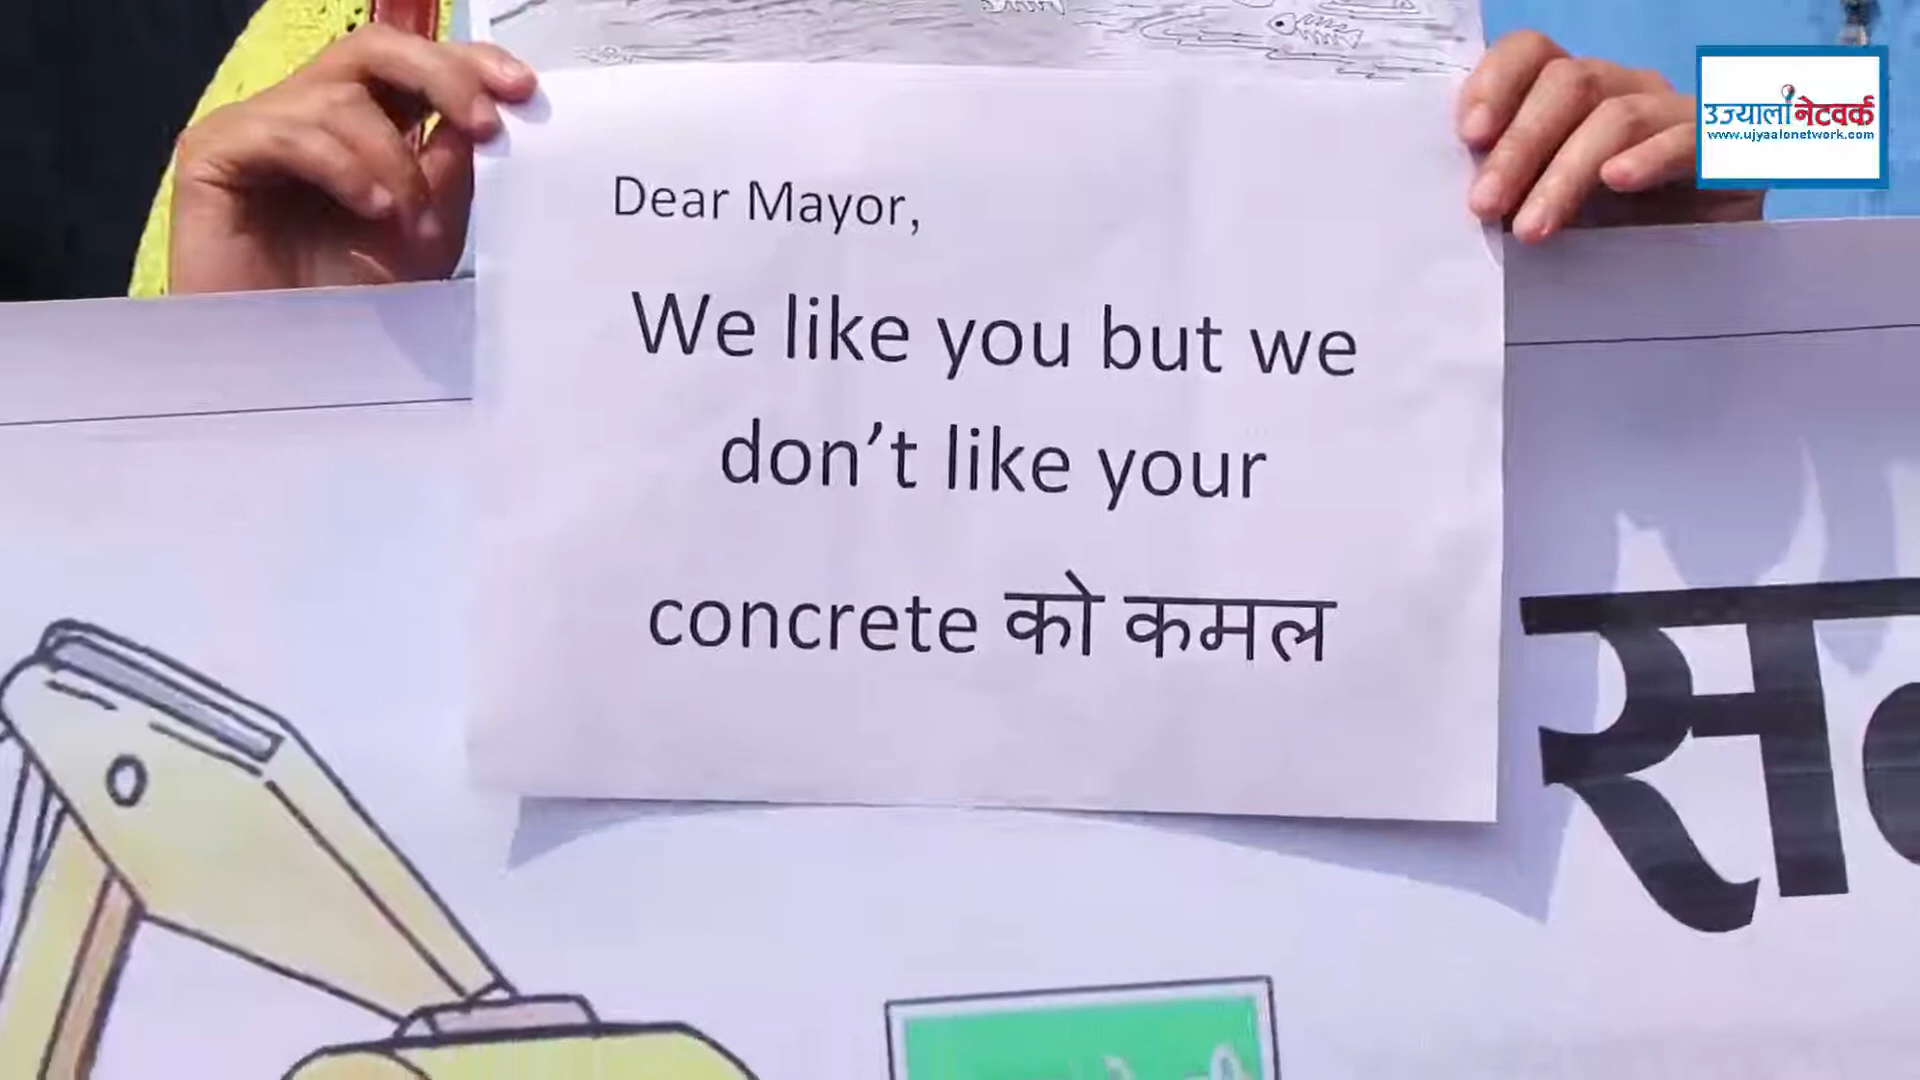 उज्यालो नेटवर्क
www.ujyaalonetwork.com
Dear Mayor,
We like you but we
don't like your
concrete को कमल